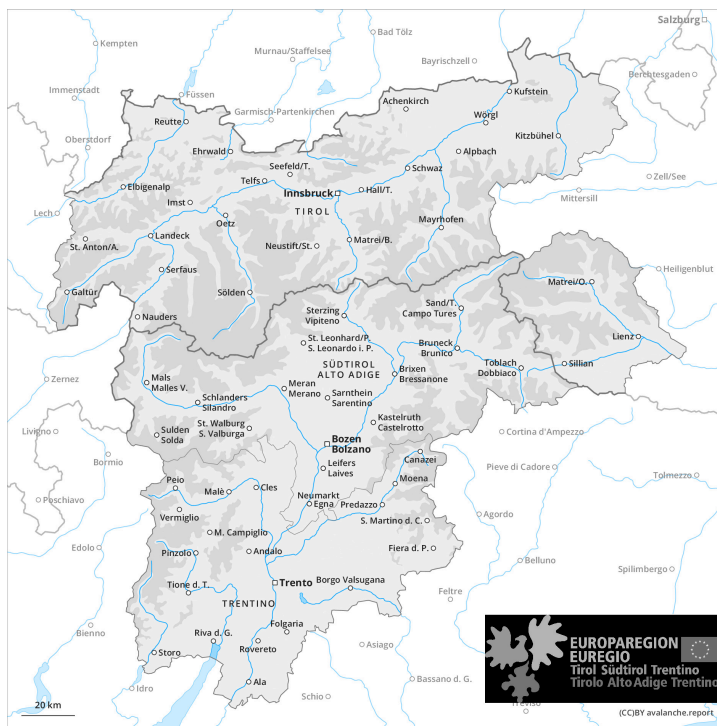 Salzburg
Kempten
Bad Tölz
Murnau/Staffelsee
Bayrischzell
Berchtesgaden
Immenstadt
Füssen
Kufstein
Achenkirch
Garmisch-Partenkirchen
Reutte
Wörgl
Oberstdorf
Kitzbühel
Ehrwald
Alpbach
Seefeld/T.
Schwaz
Zell/See
Telfs
Elbigenalp
Innsbruck
Hall/T.
Mittersill
Imst
TIROL
Lech
Oetz
Mayrhofen
Landeck
Neustift/St.
Matrei/B.
St. Anton/A.
Serfaus
Heiligenblut
Galtür
Sölden
Matrei/O.
Sand/T.
Campo Tures
Nauders
Sterzing
Vipiteno
Lienz
St. Leonhard/P.
S. Leonardo i. P.
Bruneck
Brunico
SÜDTIROL
ALTO ADIGE
Toblach
Dobbiaco
Sillian
Brixen
Bressanone
Zernez
Mals
Malles V.
Meran
Merano
Schlanders
Silandro
Sarnthein
Sarentino
St. Walburg
S. Valburga
Kastelruth
Castelrotto
Livigno
Sulden
Solda
Cortina d'Ampezzo
Bozen
Bolzano
Bormio
Canazei
Pieve di Cadore
Leifers
Laives
Tolmezzo
Peio
Moena
Malè
Cles
Poschiavo
Neumarkt
Egna
Predazzo
Vermiglio
Agordo
S. Martino d. C.
M. Campiglio
Edolo
Pinzolo
Andalo
Fiera d. P.
Belluno
Spilimbergo
Tione d. T.
Trento
Borgo Valsugana
Feltre
TRENTINO
Bienno
Folgaria
Riva d. G.
Rovereto
Asiago
Storo
EUROPAREGION
EUREGIO
Tirol Südtirol Trentino
Tirolo Alto Adige Trentino
Ala
Bassano d. G.
Idro
Schio
Treviso
20 km
(CC)BY avalanche.report